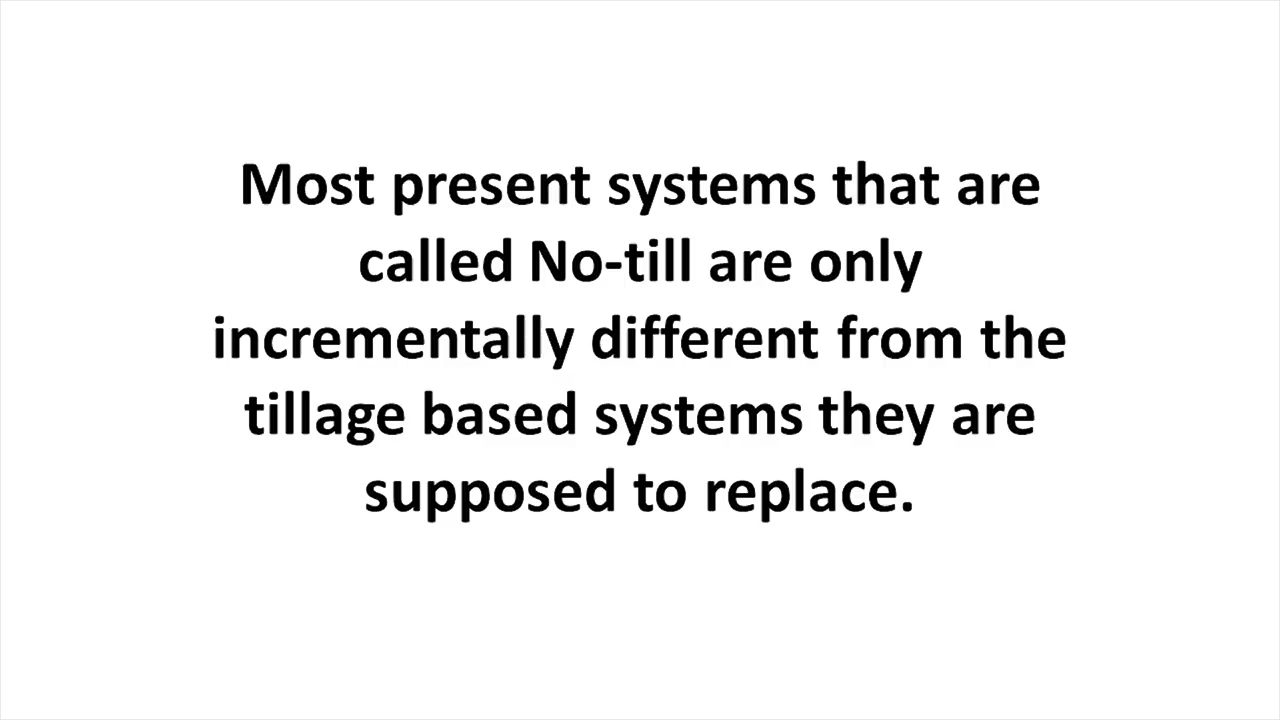 Most present systems that are
called No-till are only
incrementally different from the
tillage based systems they are
supposed to replace.